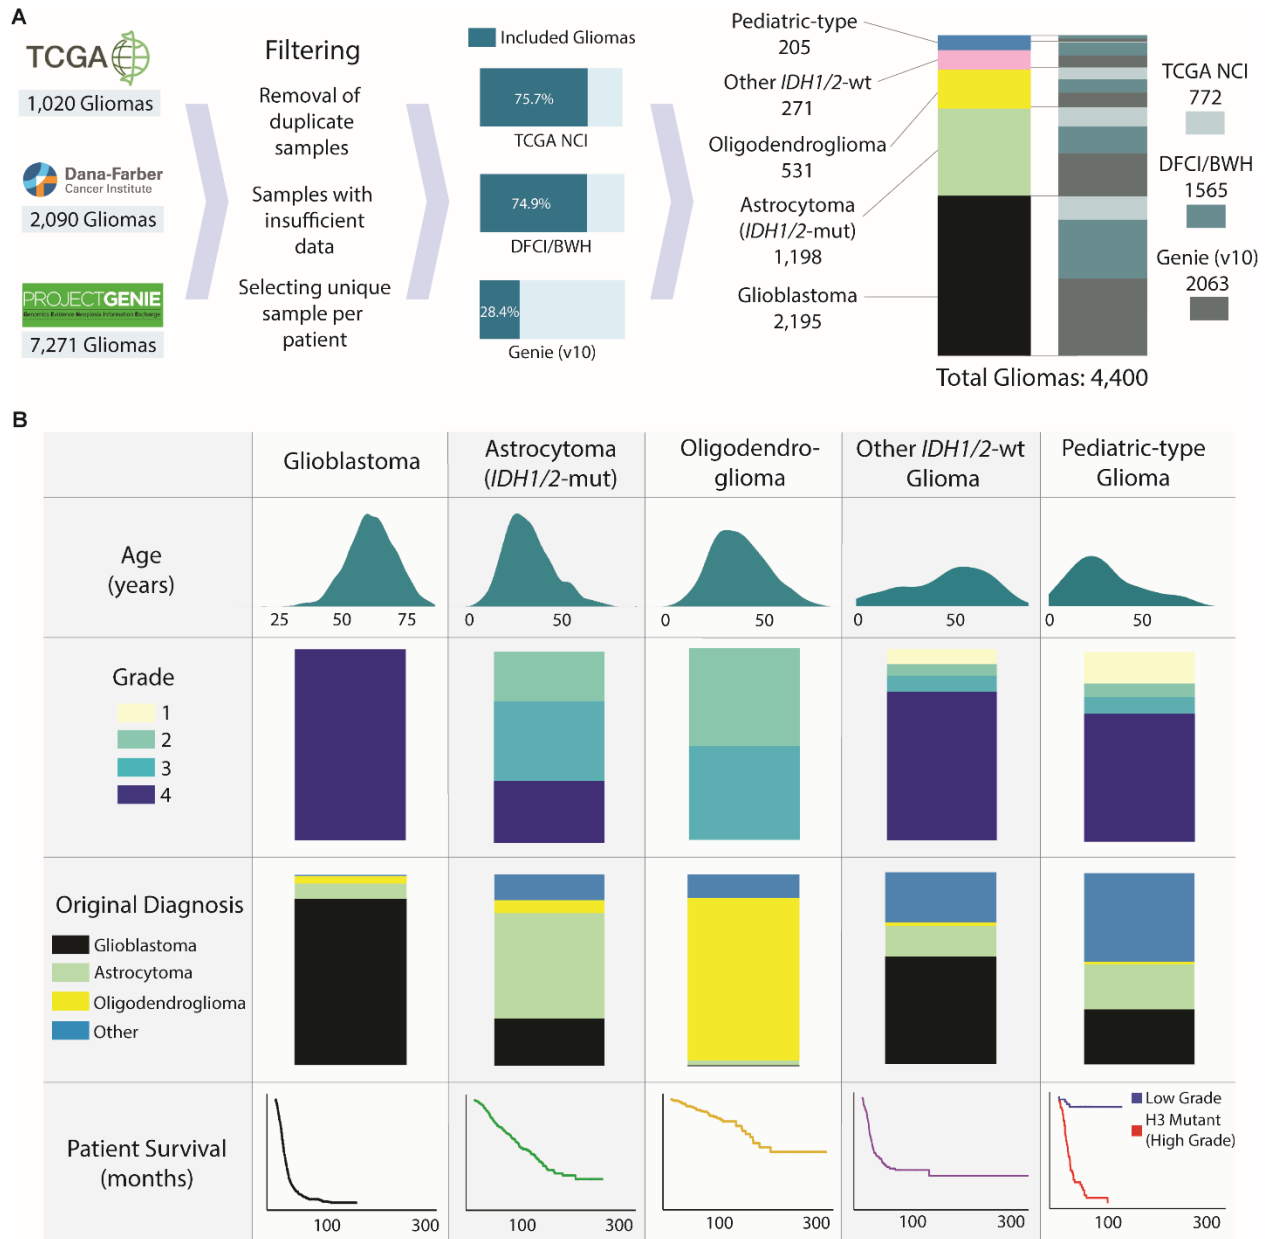 A
TCGA
1,020 Gliomas
Dana-Farber
Cancer Institute
2,090 Gliomas
PROJECTGENIE
Genomics Evidence Neoplasia Information Exchange
7,271 Gliomas
Filtering
Removal of
duplicate
samples
Samples with
insufficient
data
Selecting unique
sample per
patient
Included Gliomas
75.7%
TCGA NCI
74.9%
DFCI/BWH
28.4%
Genie (v10)
Pediatric-type
205
Other IDH1/2-wt
271
Oligodendroglioma
531
Astrocytoma
(IDH1/2-mut)
1,198
Glioblastoma
2,195
Total Gliomas: 4,400
TCGA NCI
772
DFCI/BWH
1565
Genie (v10)
2063
B
Glioblastoma
Astrocytoma
(IDH1/2-mut)
Oligodendro-
glioma
Other IDH1/2-wt
Glioma
Pediatric-type
Glioma
Age
(years)
25 50 75
0 50
0 50
0 50
0 50
Grade
1
2
3
4
Original Diagnosis
Glioblastoma
Astrocytoma
Oligodendroglioma
Other
Patient Survival
(months)
100 300
100 300
100 300
100 300
Low Grade
H3 Mutant
(High Grade)
100 300